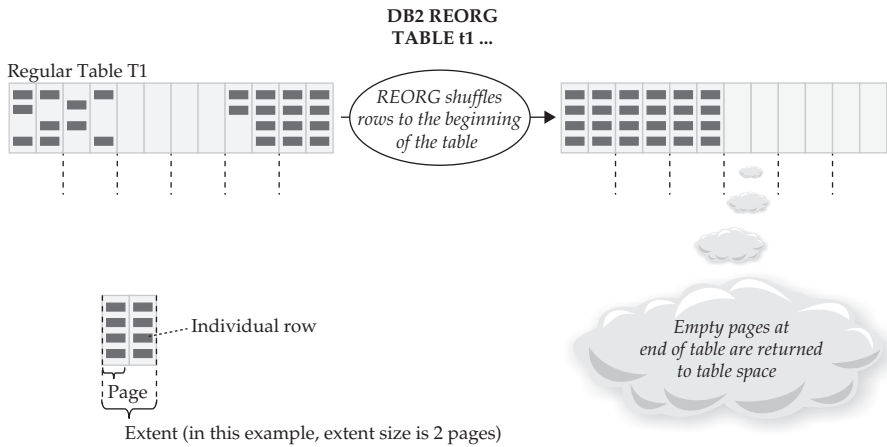 DB2 REORG
TABLE t1 ...
Regular Table T1
REORG shuffles
rows to the beginning
of the table
Individual row
Page
Extent (in this example, extent size is 2 pages)
Empty pages at
end of table are returned
to table space